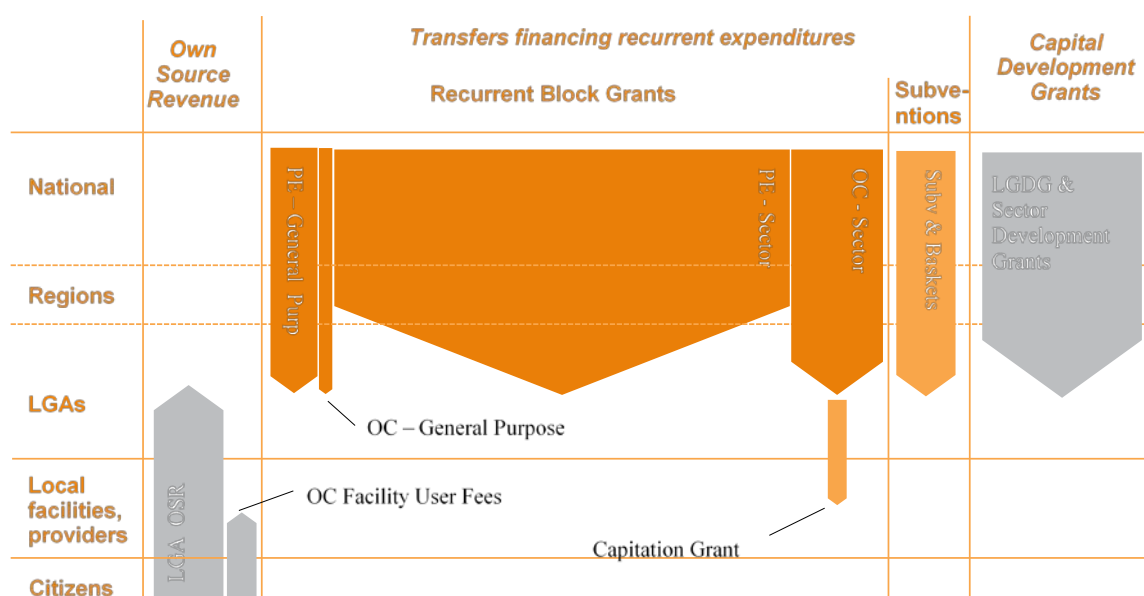 Own
Source
Revenue
Transfers financing recurrent expenditures
Recurrent Block Grants
Subve-
ntions
Capital
Development
Grants
National
Regions
LGAs
Local
facilities,
providers
Citizens
PE – General Purp
PE - Sector
OC - Sector
Subv & Baskets
LGDG &
Sector
Development
Grants
OC – General Purpose
OC Facility User Fees
Capitation Grant
LGA OSR